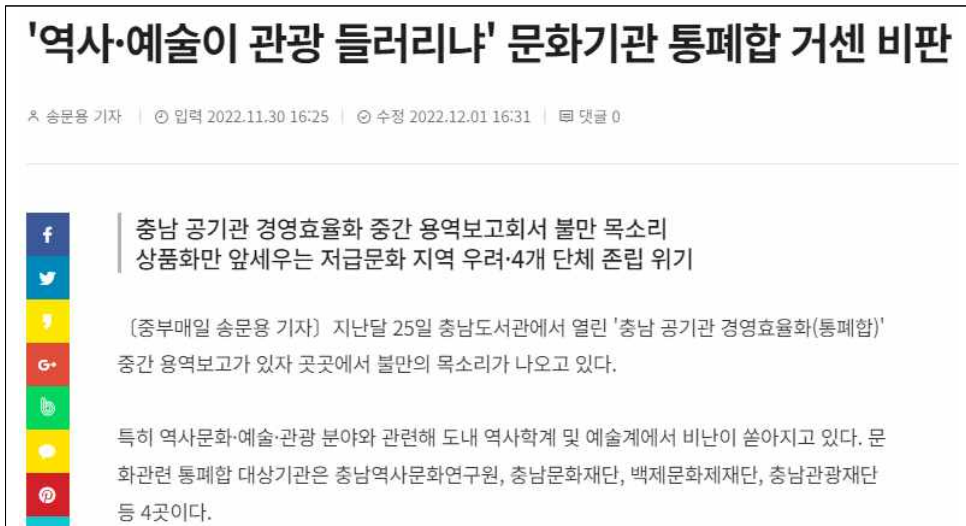 '역사·예술이 관광 들러리냐' 문화기관 통폐합 거센 비판
송문용 기자 입력 2022.11.30 16:25 수정 2022.12.01 16:31 댓글 0
충남 공기관 경영효율화 중간 용역보고회서 불만 목소리
상품화만 앞세우는 저급문화 지역 우려·4개 단체 존립 위기
〔중부매일 송문용 기자〕지난달 25일 충남도서관에서 열린 '충남 공기관 경영효율화(통폐합)'
중간 용역보고가 있자 곳곳에서 불만의 목소리가 나오고 있다.
특히 역사문화·예술·관광 분야와 관련해 도내 역사학계 및 예술계에서 비난이 쏟아지고 있다. 문
화관련 통폐합 대상기관은 충남역사문화연구원, 충남문화재단, 백제문화제재단, 충남관광재단
등 4곳이다.